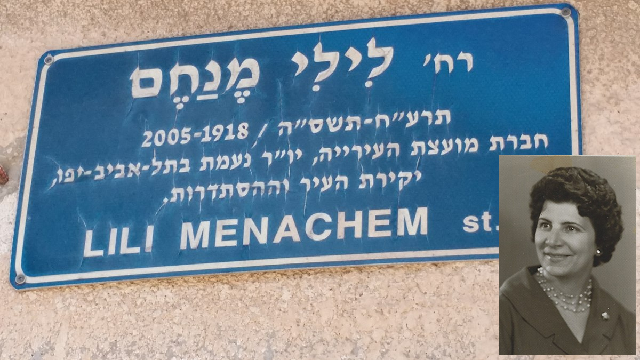 רח׳ לִילִי מְנַחֵם
תרע״ח-תשס״ה / 1918-2005
חברת מועצת העירייה, יו״ר נעמת בתל-אביב-יפו,
יקירת העיר וההסתדרות.
LILI MENACHEM st.